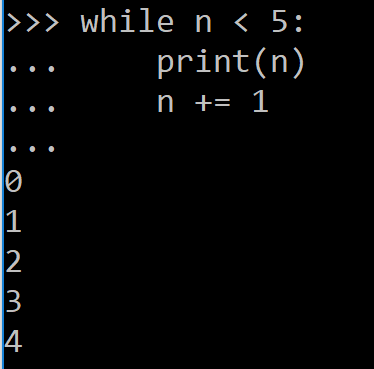 >>> while n < 5:
...     print(n)
...     n += 1
...
0
1
2
3
4